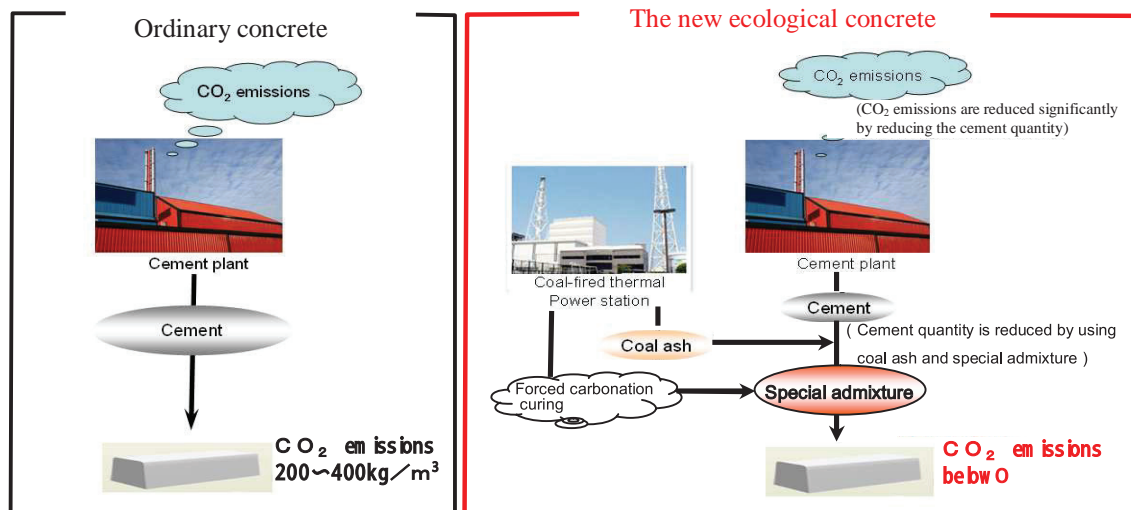 Ordinary concrete
CO₂ emissions
Cement plant
Cement
CO₂ emissions
200～400kg／m³
The new ecological concrete
CO₂ emissions
(CO₂ emissions are reduced significantly
by reducing the cement quantity)
Coal-fired thermal
Power station
Cement plant
Cement
( Cement quantity is reduced by using
coal ash and special admixture )
Coal ash
Forced carbonation
curing
Special admixture
CO₂ emissions
below 0